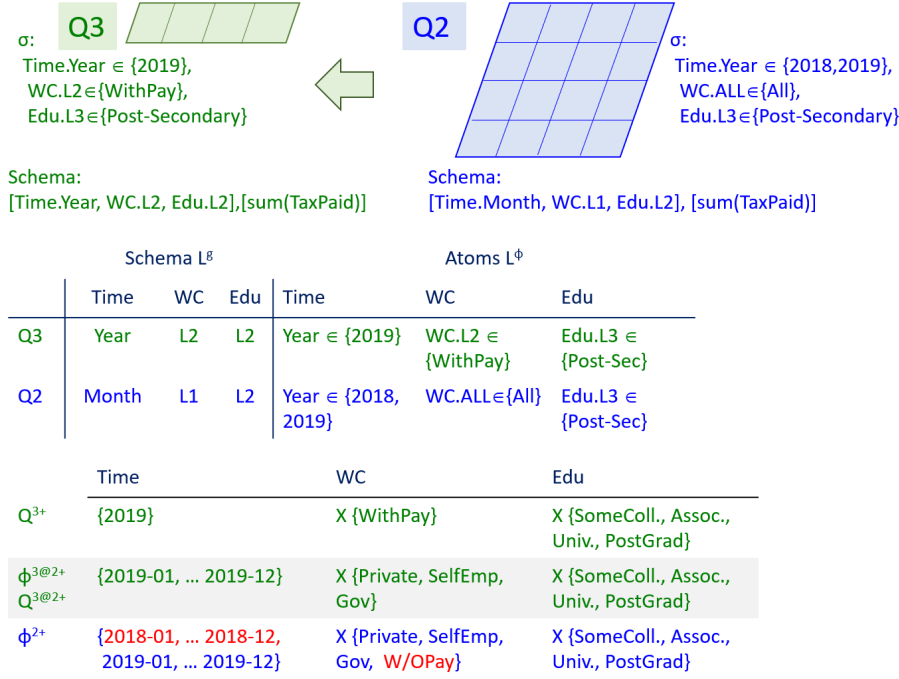 Q3
σ:
Time.Year ∈ {2019},
WC.L2∈{WithPay},
Edu.L3∈{Post-Secondary}
Schema:
[Time.Year, WC.L2, Edu.L2],[sum(TaxPaid)]
Q2
σ:
Time.Year ∈ {2018,2019},
WC.ALL∈{All},
Edu.L3∈{Post-Secondary}
Schema:
[Time.Month, WC.L1, Edu.L2], [sum(TaxPaid)]
Schema Lᵍ Atoms L^ϕ
Time WC Edu Time WC Edu
Q3 Year L2 L2 Year ∈ {2019} WC.L2 ∈ Edu.L3 ∈
{WithPay} {Post-Sec}
Q2 Month L1 L2 Year ∈ {2018, WC.ALL∈{All} Edu.L3 ∈
2019} {Post-Sec}
Time WC Edu
Q³⁺ {2019} X {WithPay} X {SomeColl., Assoc.,
Univ., PostGrad}
ϕ^3@2+ {2019-01, ... 2019-12} X {Private, SelfEmp, X {SomeColl., Assoc.,
Q^3@2+ Gov} Univ., PostGrad}
ϕ²⁺ {2018-01, ... 2018-12, X {Private, SelfEmp, X {SomeColl., Assoc.,
2019-01, ... 2019-12} Gov, W/OPay} Univ., PostGrad}